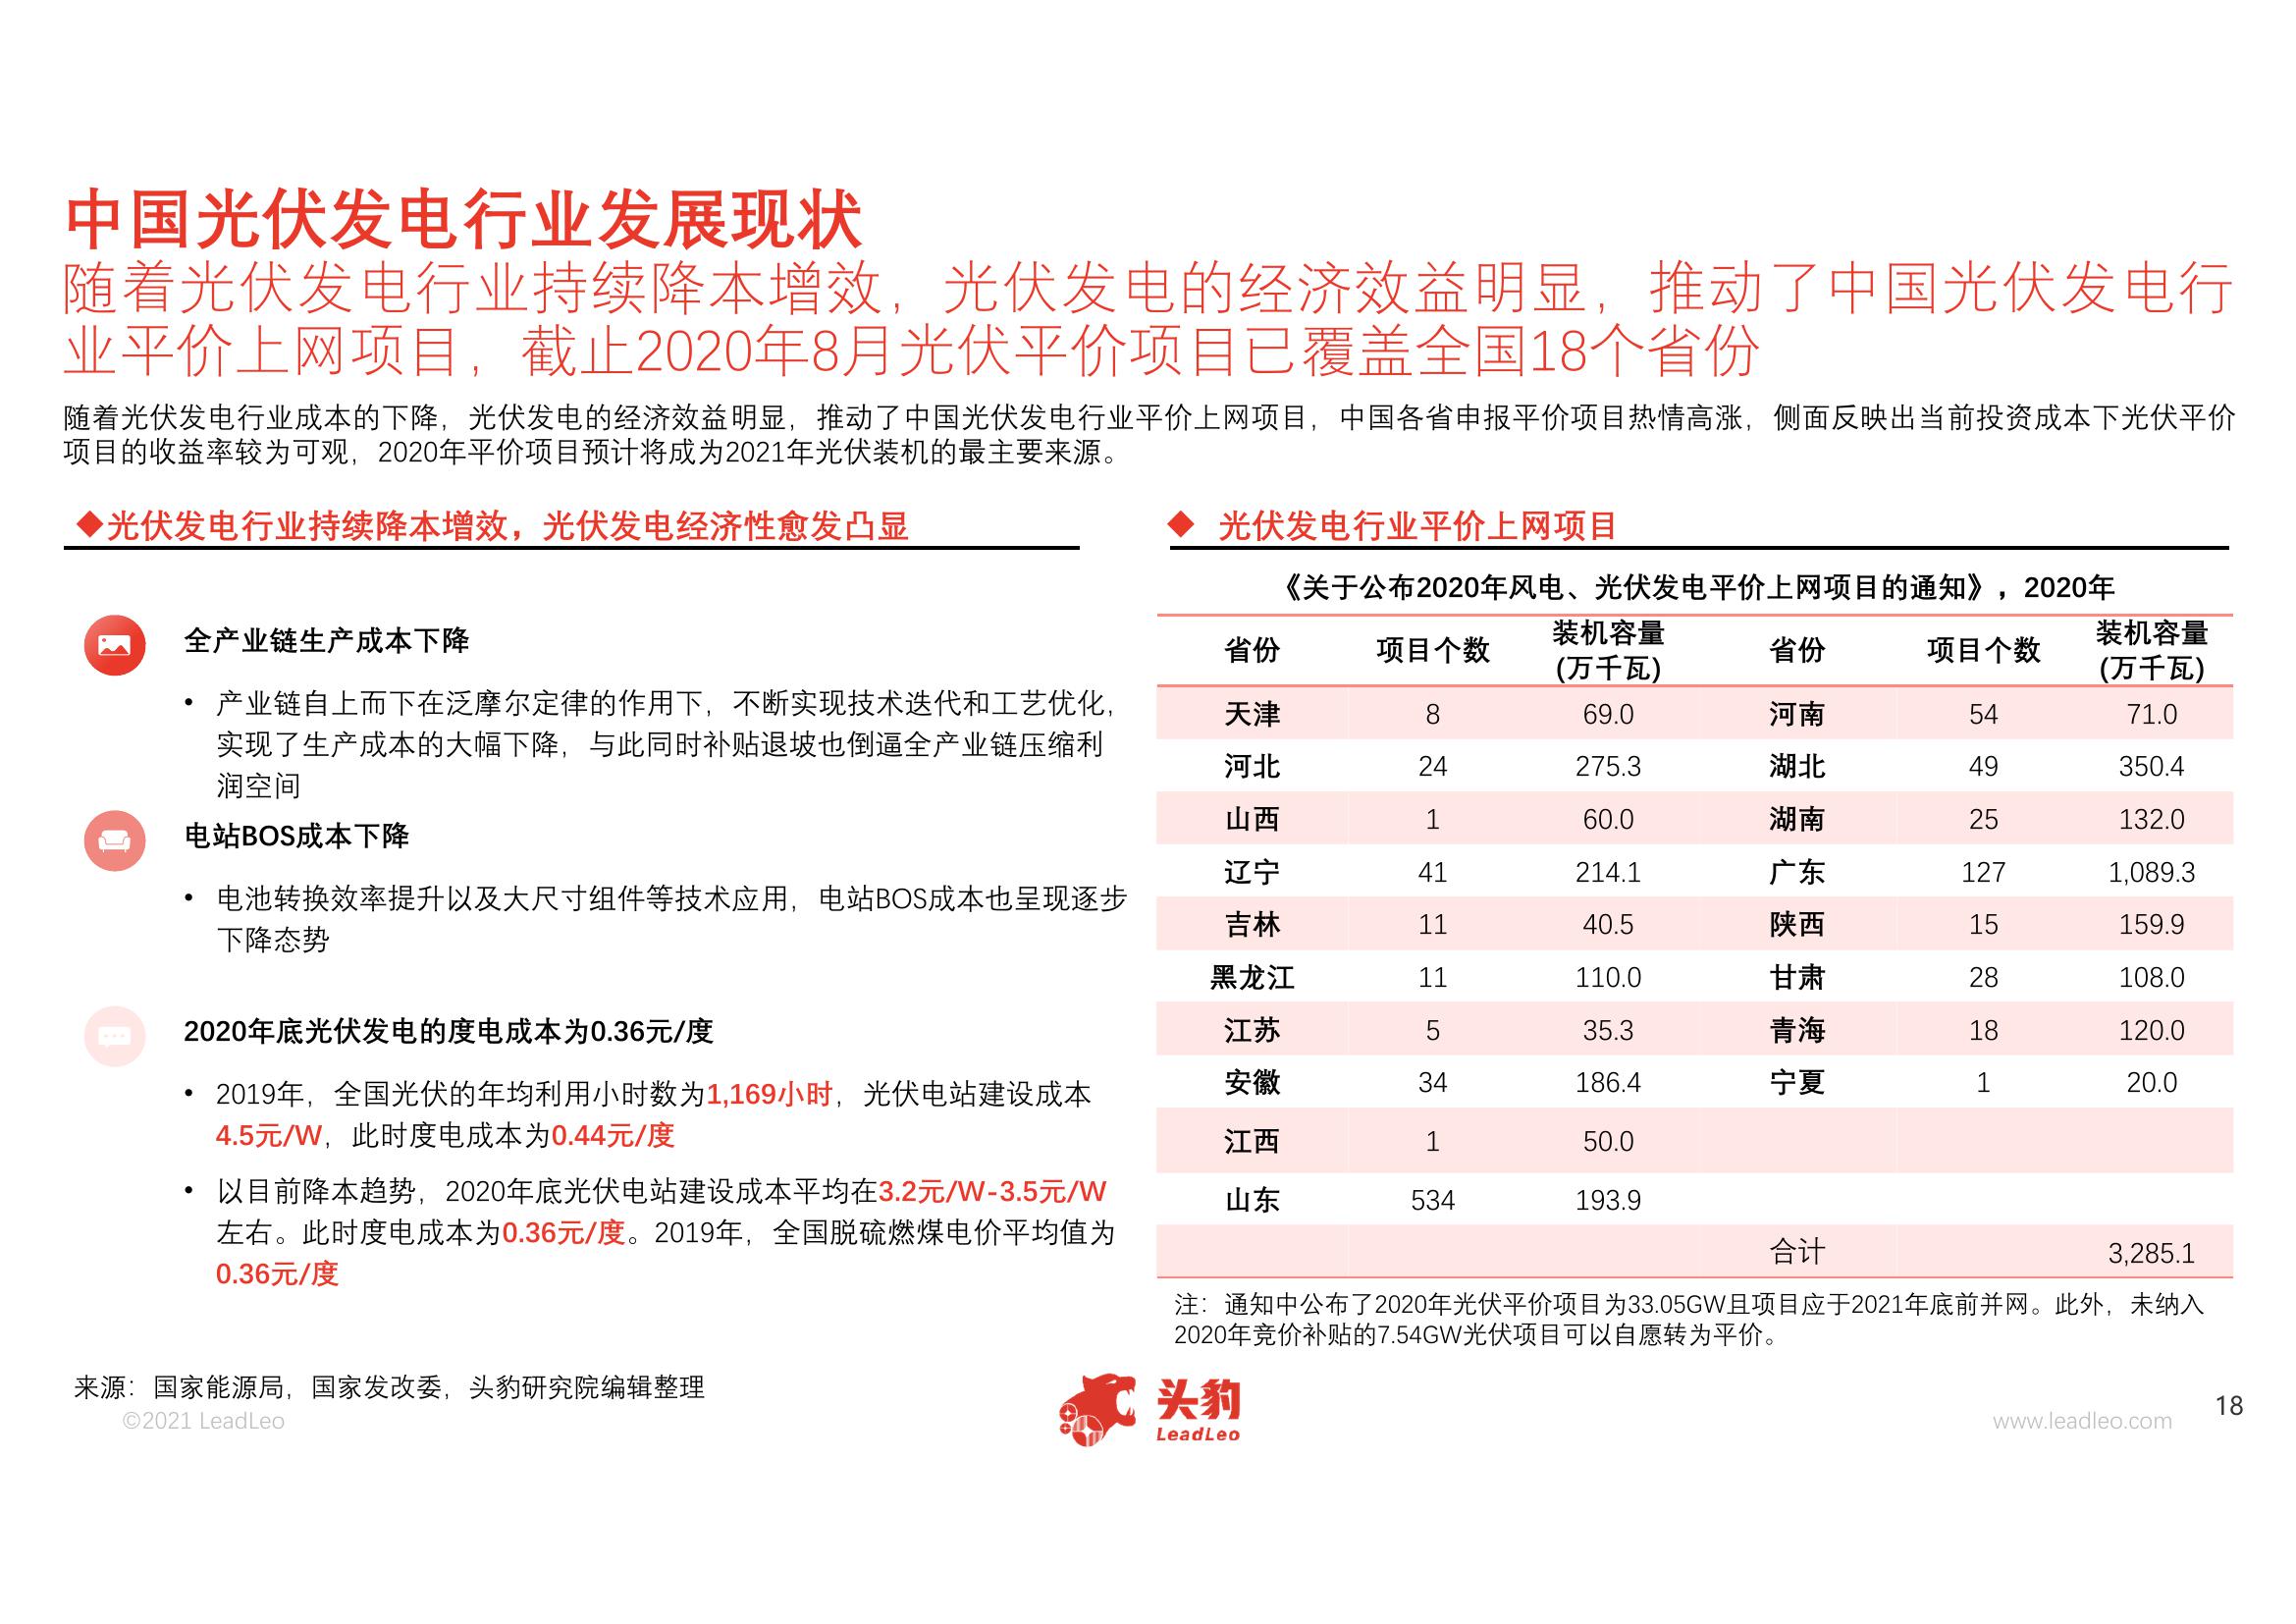 中国光伏发电行业发展现状
随着光伏发电行业持续降本增效，光伏发电的经济效益明显，推动了中国光伏发电行
业平价上网项目，截止2020年8月光伏平价项目已覆盖全国18个省份
随着光伏发电行业成本的下降，光伏发电的经济效益明显，推动了中国光伏发电行业平价上网项目，中国各省申报平价项目热情高涨，侧面反映出当前投资成本下光伏平价
项目的收益率较为可观，2020年平价项目预计将成为2021年光伏装机的最主要来源。
◆光伏发电行业持续降本增效，光伏发电经济性愈发凸显
全产业链生产成本下降
• 产业链自上而下在泛摩尔定律的作用下，不断实现技术迭代和工艺优化，
实现了生产成本的大幅下降，与此同时补贴退坡也倒逼全产业链压缩利
润空间
电站BOS成本下降
• 电池转换效率提升以及大尺寸组件等技术应用，电站BOS成本也呈现逐步
下降态势
2020年底光伏发电的度电成本为0.36元/度
• 2019年，全国光伏的年均利用小时数为1,169小时，光伏电站建设成本
4.5元/W，此时度电成本为0.44元/度
• 以目前降本趋势，2020年底光伏电站建设成本平均在3.2元/W-3.5元/W
左右。此时度电成本为0.36元/度。2019年，全国脱硫燃煤电价平均值为
0.36元/度
◆ 光伏发电行业平价上网项目
《关于公布2020年风电、光伏发电平价上网项目的通知》，2020年
省份 项目个数 装机容量(万千瓦) 省份 项目个数 装机容量(万千瓦)
天津 8 69.0 河南 54 71.0
河北 24 275.3 湖北 49 350.4
山西 1 60.0 湖南 25 132.0
辽宁 41 214.1 广东 127 1,089.3
吉林 11 40.5 陕西 15 159.9
黑龙江 11 110.0 甘肃 28 108.0
江苏 5 35.3 青海 18 120.0
安徽 34 186.4 宁夏 1 20.0
江西 1 50.0
山东 534 193.9
合计 3,285.1
注：通知中公布了2020年光伏平价项目为33.05GW且项目应于2021年底前并网。此外，未纳入
2020年竞价补贴的7.54GW光伏项目可以自愿转为平价。
来源：国家能源局，国家发改委，头豹研究院编辑整理
©2021 LeadLeo
头豹
LeadLeo
www.leadleo.com
18